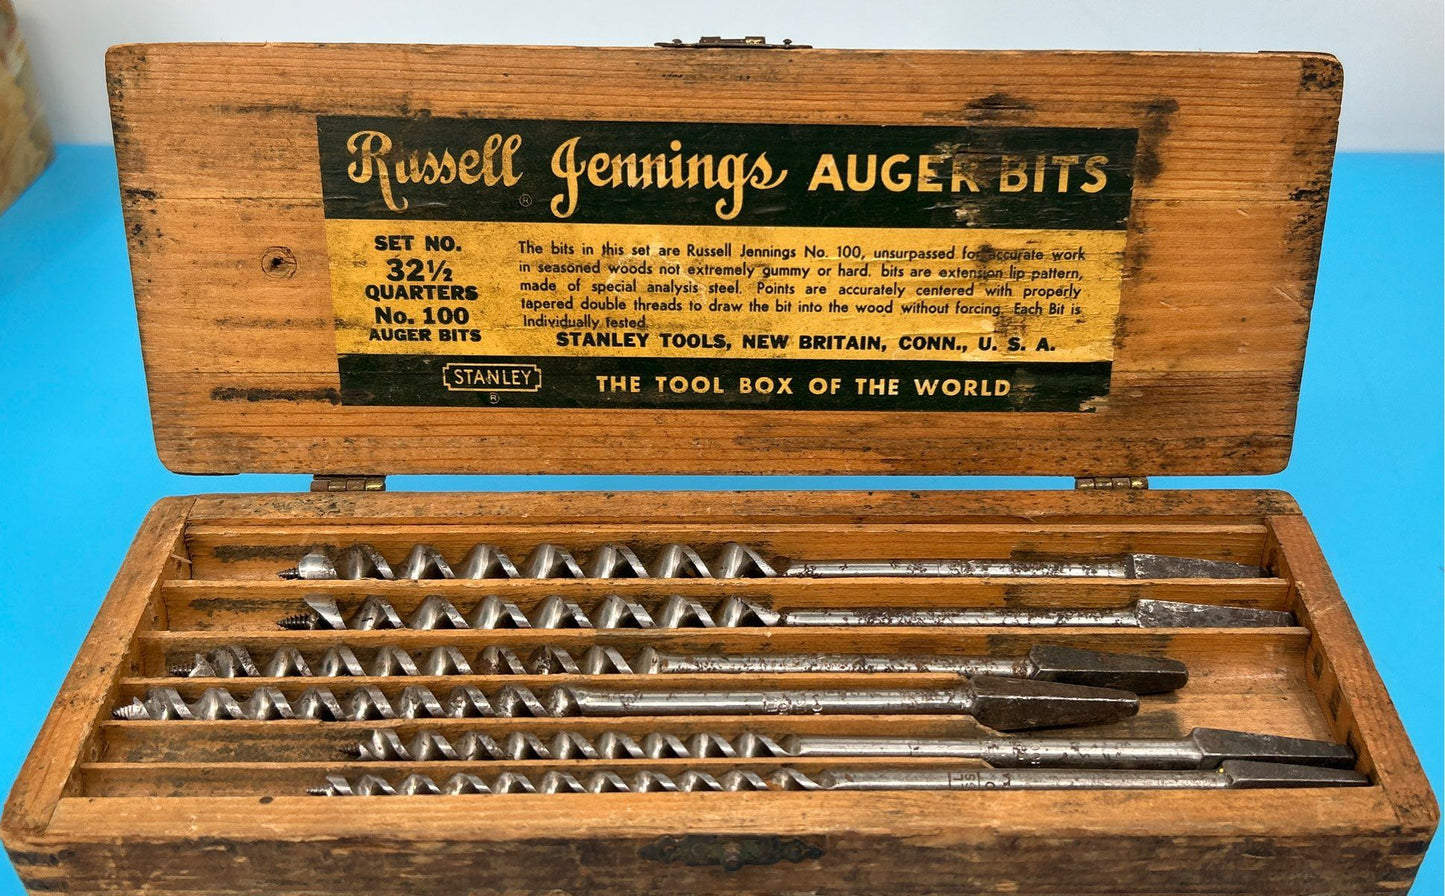 Russell Jennings AUGER BITS
®
SET NO.
32½
QUARTERS
No. 100
AUGER BITS
The bits in this set are Russell Jennings No. 100, unsurpassed for accurate work
in seasoned woods not extremely gummy or hard. bits are extension lip pattern,
made of special analysis steel. Points are accurately centered with properly
tapered double threads to draw the bit into the wood without forcing. Each Bit is
Individually tested.
STANLEY TOOLS, NEW BRITAIN, CONN., U. S. A.
STANLEY
®
THE TOOL BOX OF THE WORLD